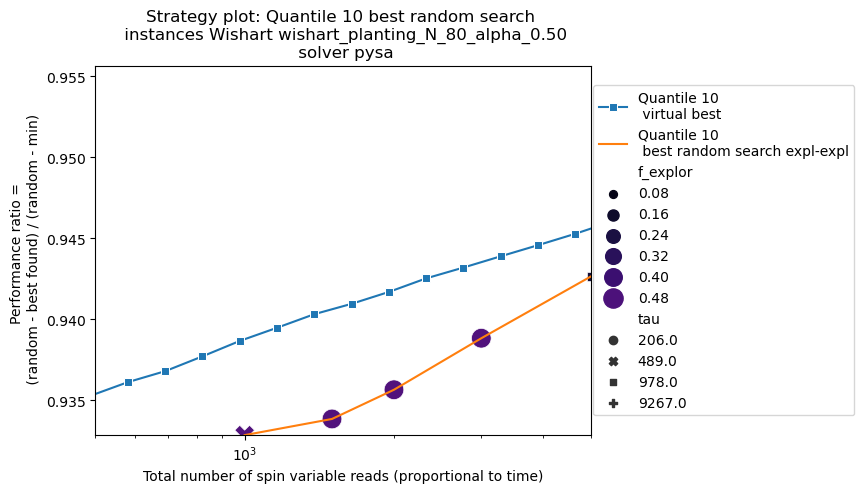 Strategy plot: Quantile 10 best random search
instances Wishart wishart_planting_N_80_alpha_0.50
solver pysa
0.955
0.950
0.945
0.940
0.935
Performance ratio =
(random - best found) / (random - min)
10³
Total number of spin variable reads (proportional to time)
Quantile 10
virtual best
Quantile 10
best random search expl-expl
f_explor
0.08
0.16
0.24
0.32
0.40
0.48
tau
206.0
489.0
978.0
9267.0